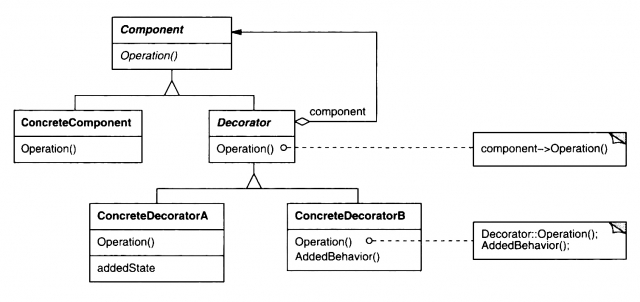 Component
Operation()
component
ConcreteComponent
Operation()
Decorator
Operation()
component->Operation()
ConcreteDecoratorA
Operation()
addedState
ConcreteDecoratorB
Operation()
AddedBehavior()
Decorator::Operation();
AddedBehavior();